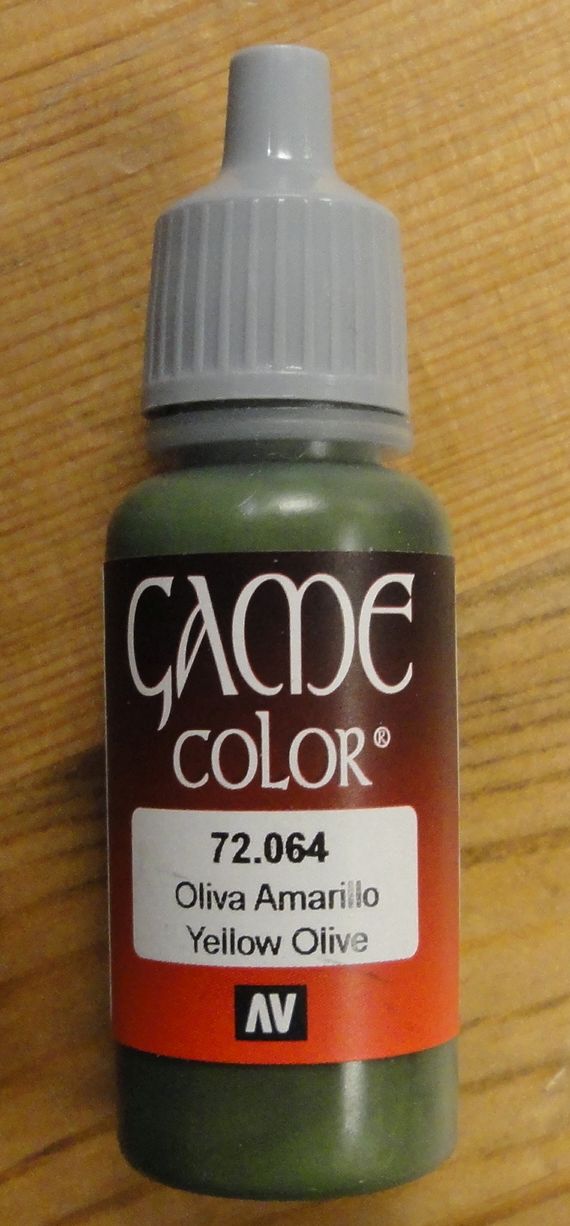 GAME
COLOR®
72.064
Oliva Amarillo
Yellow Olive
AV